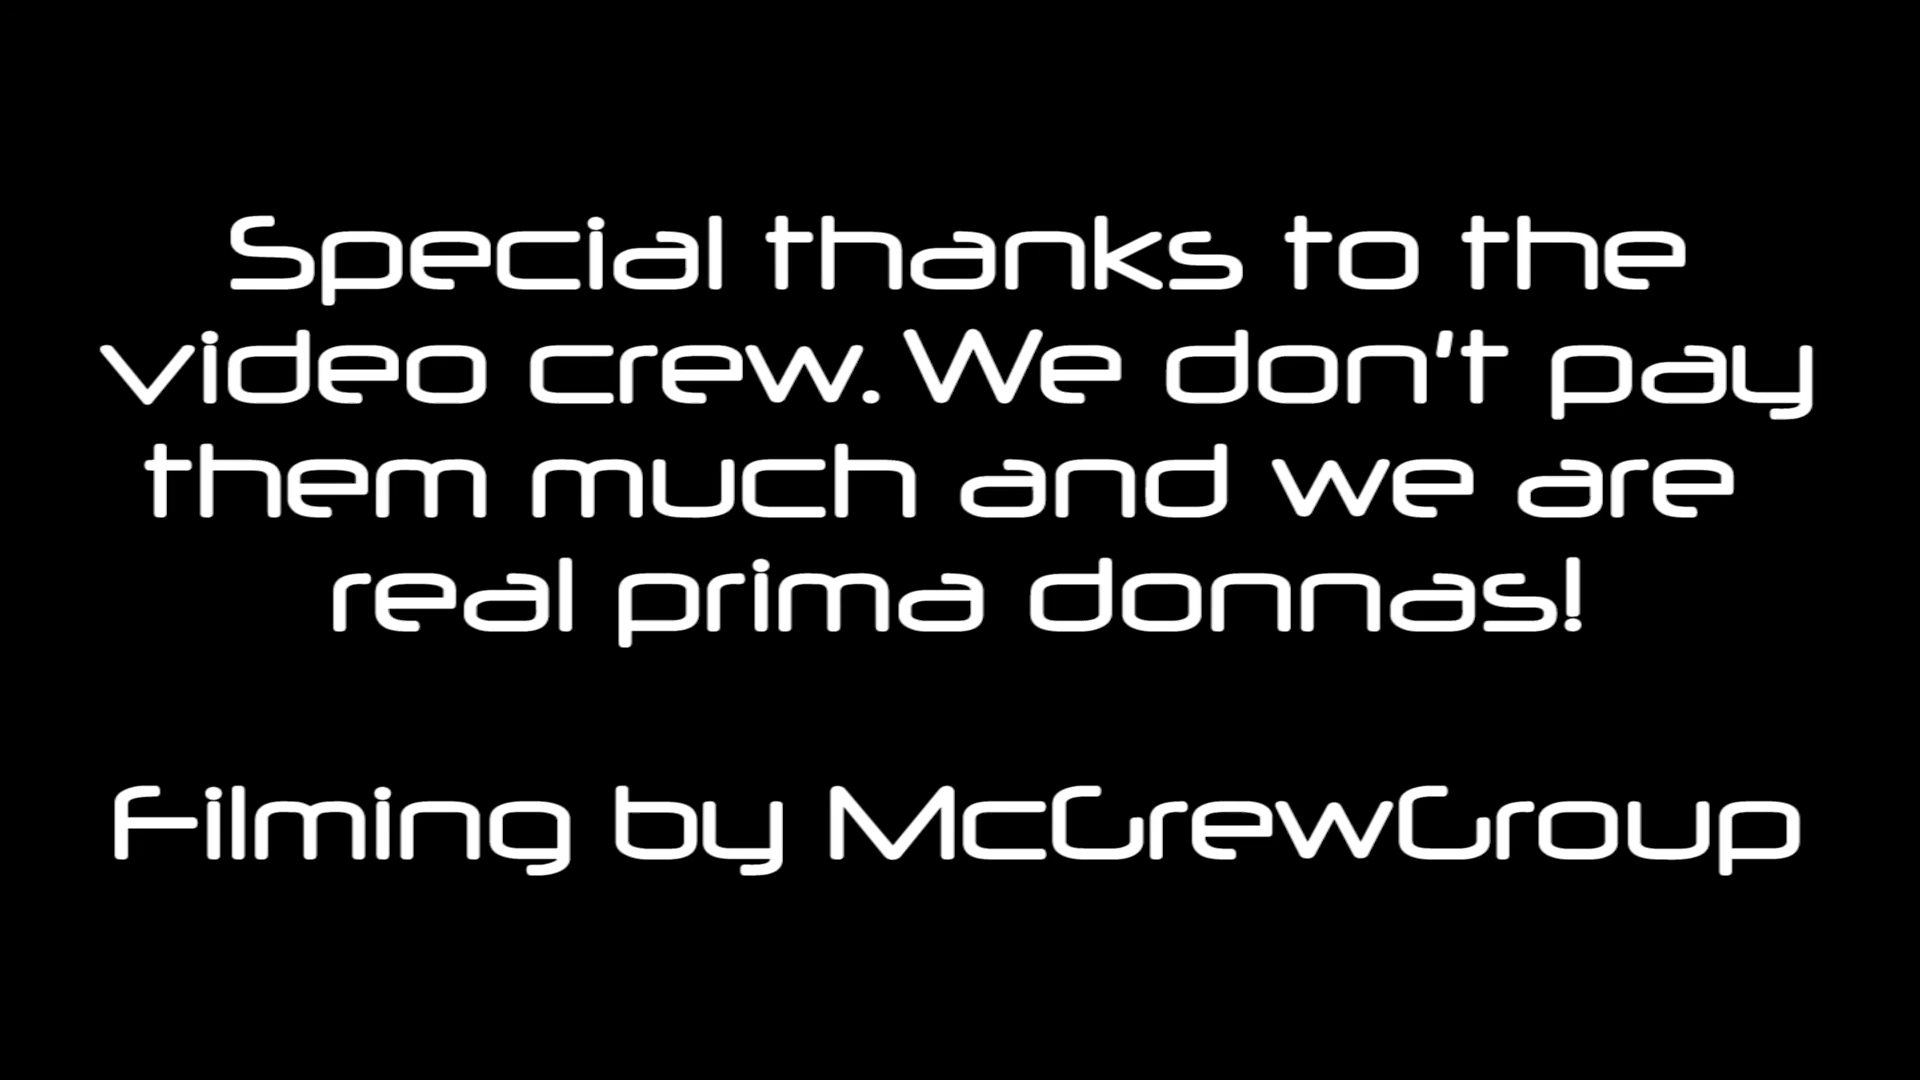 Special thanks to the
video crew. We don't pay
them much and we are
real prima donnas!
Filming by McGrewGroup